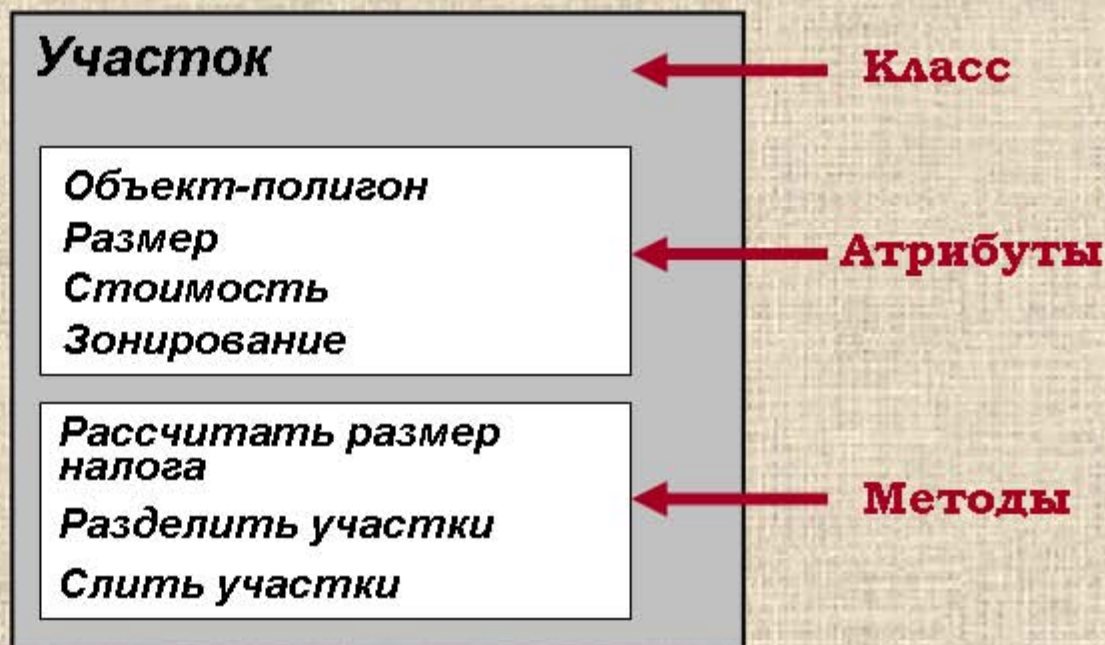 Участок
Класс
Объект-полигон
Размер
Стоимость
Зонирование
Атрибуты
Рассчитать размер
налога
Разделить участки
Слить участки
Методы